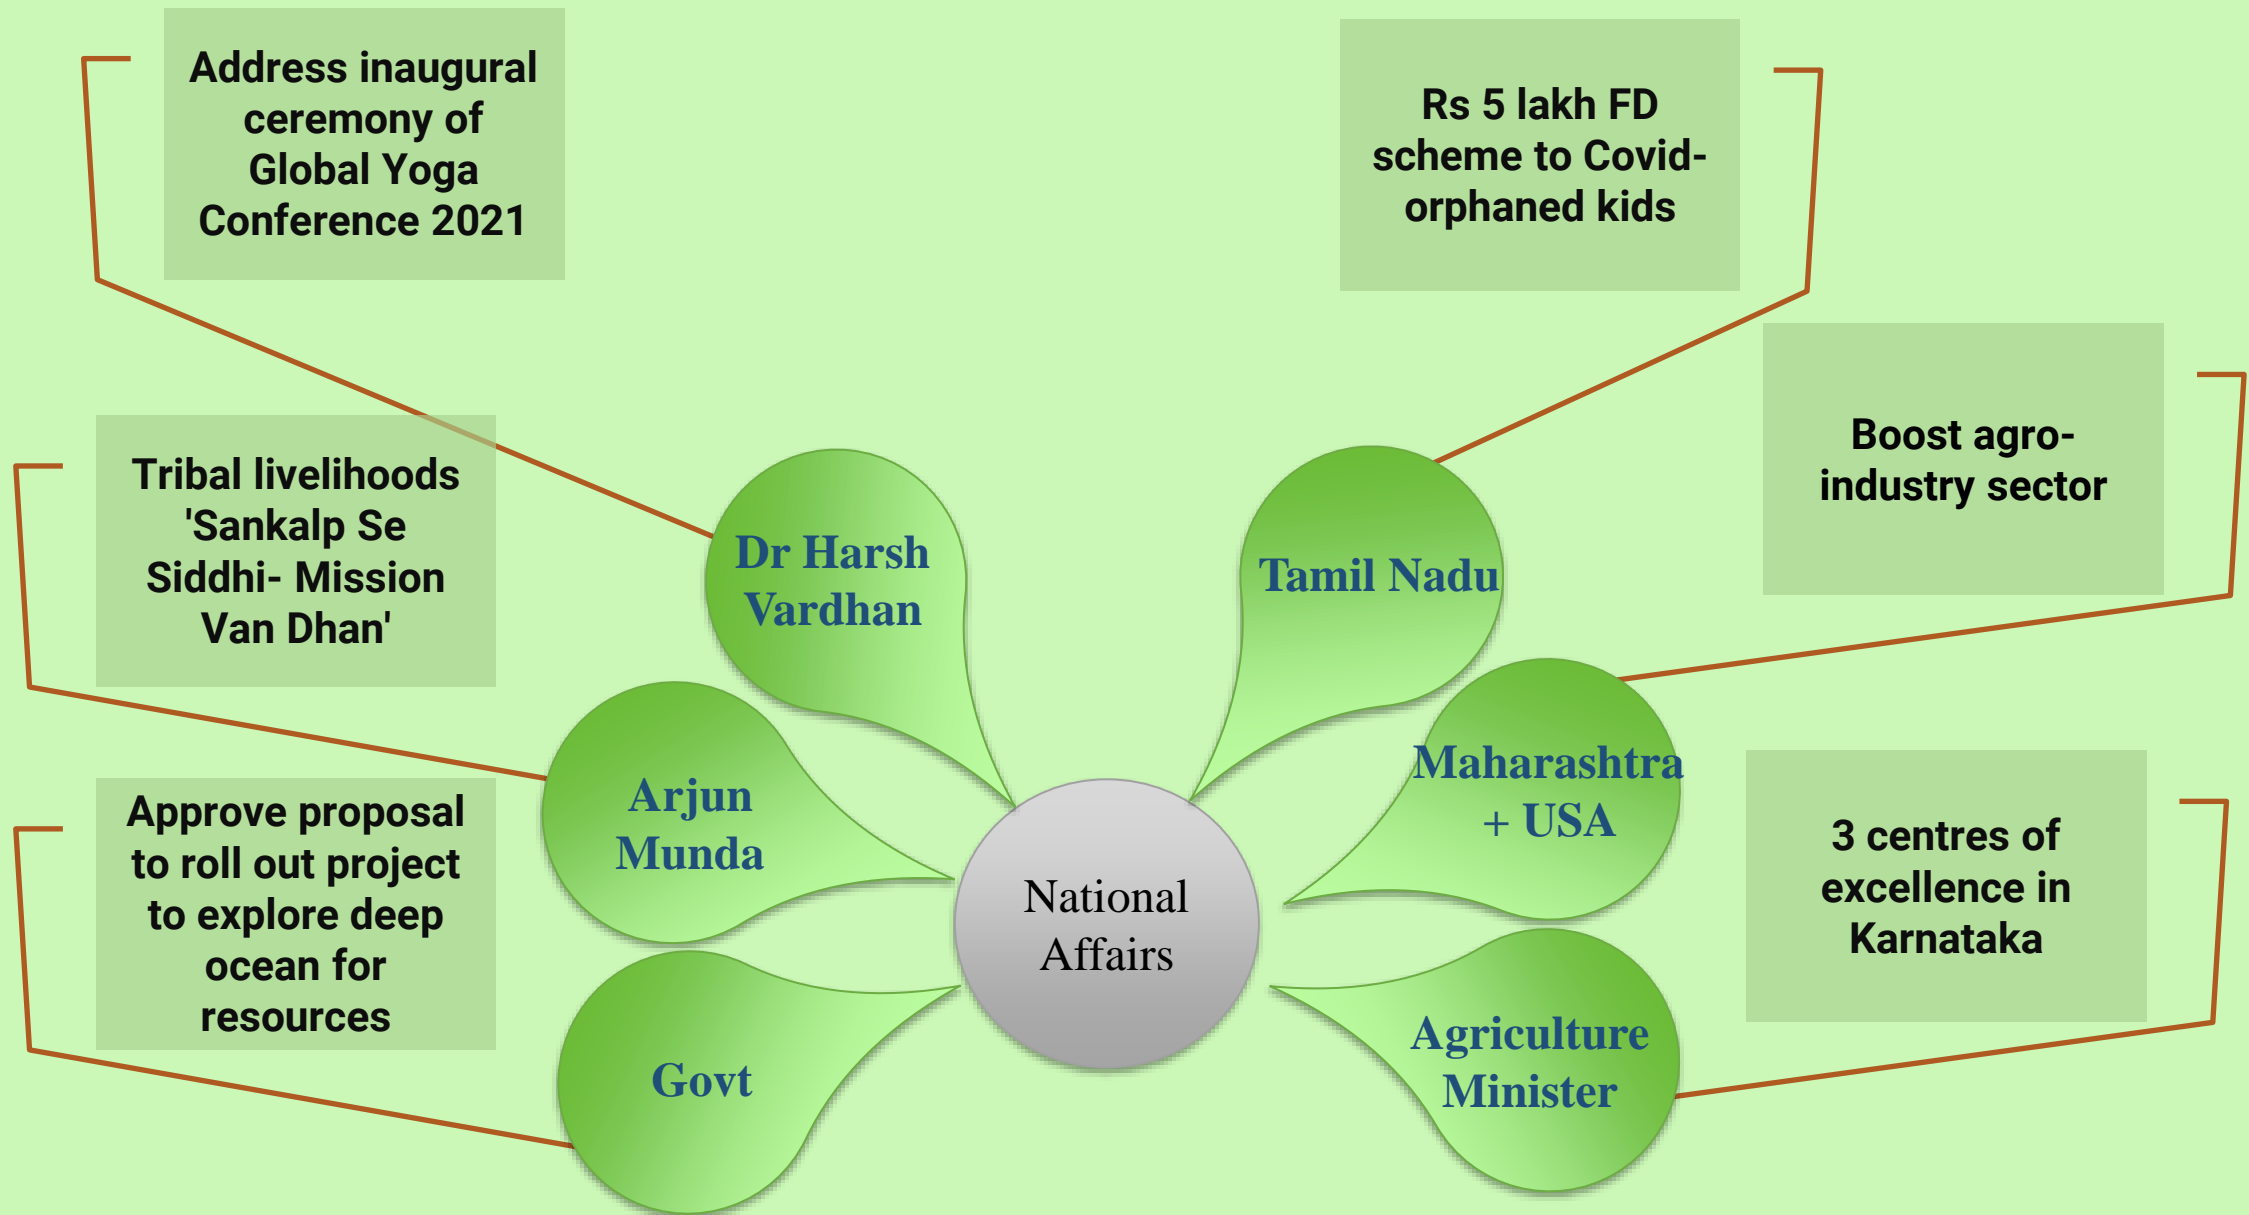 Address inaugural
ceremony of
Global Yoga
Conference 2021
Rs 5 lakh FD
scheme to Covid-
orphaned kids
Tribal livelihoods
'Sankalp Se
Siddhi- Mission
Van Dhan'
Boost agro-
industry sector
Dr Harsh
Vardhan
Tamil Nadu
Arjun
Munda
Maharashtra
+ USA
Approve proposal
to roll out project
to explore deep
ocean for
resources
3 centres of
excellence in
Karnataka
National
Affairs
Govt
Agriculture
Minister